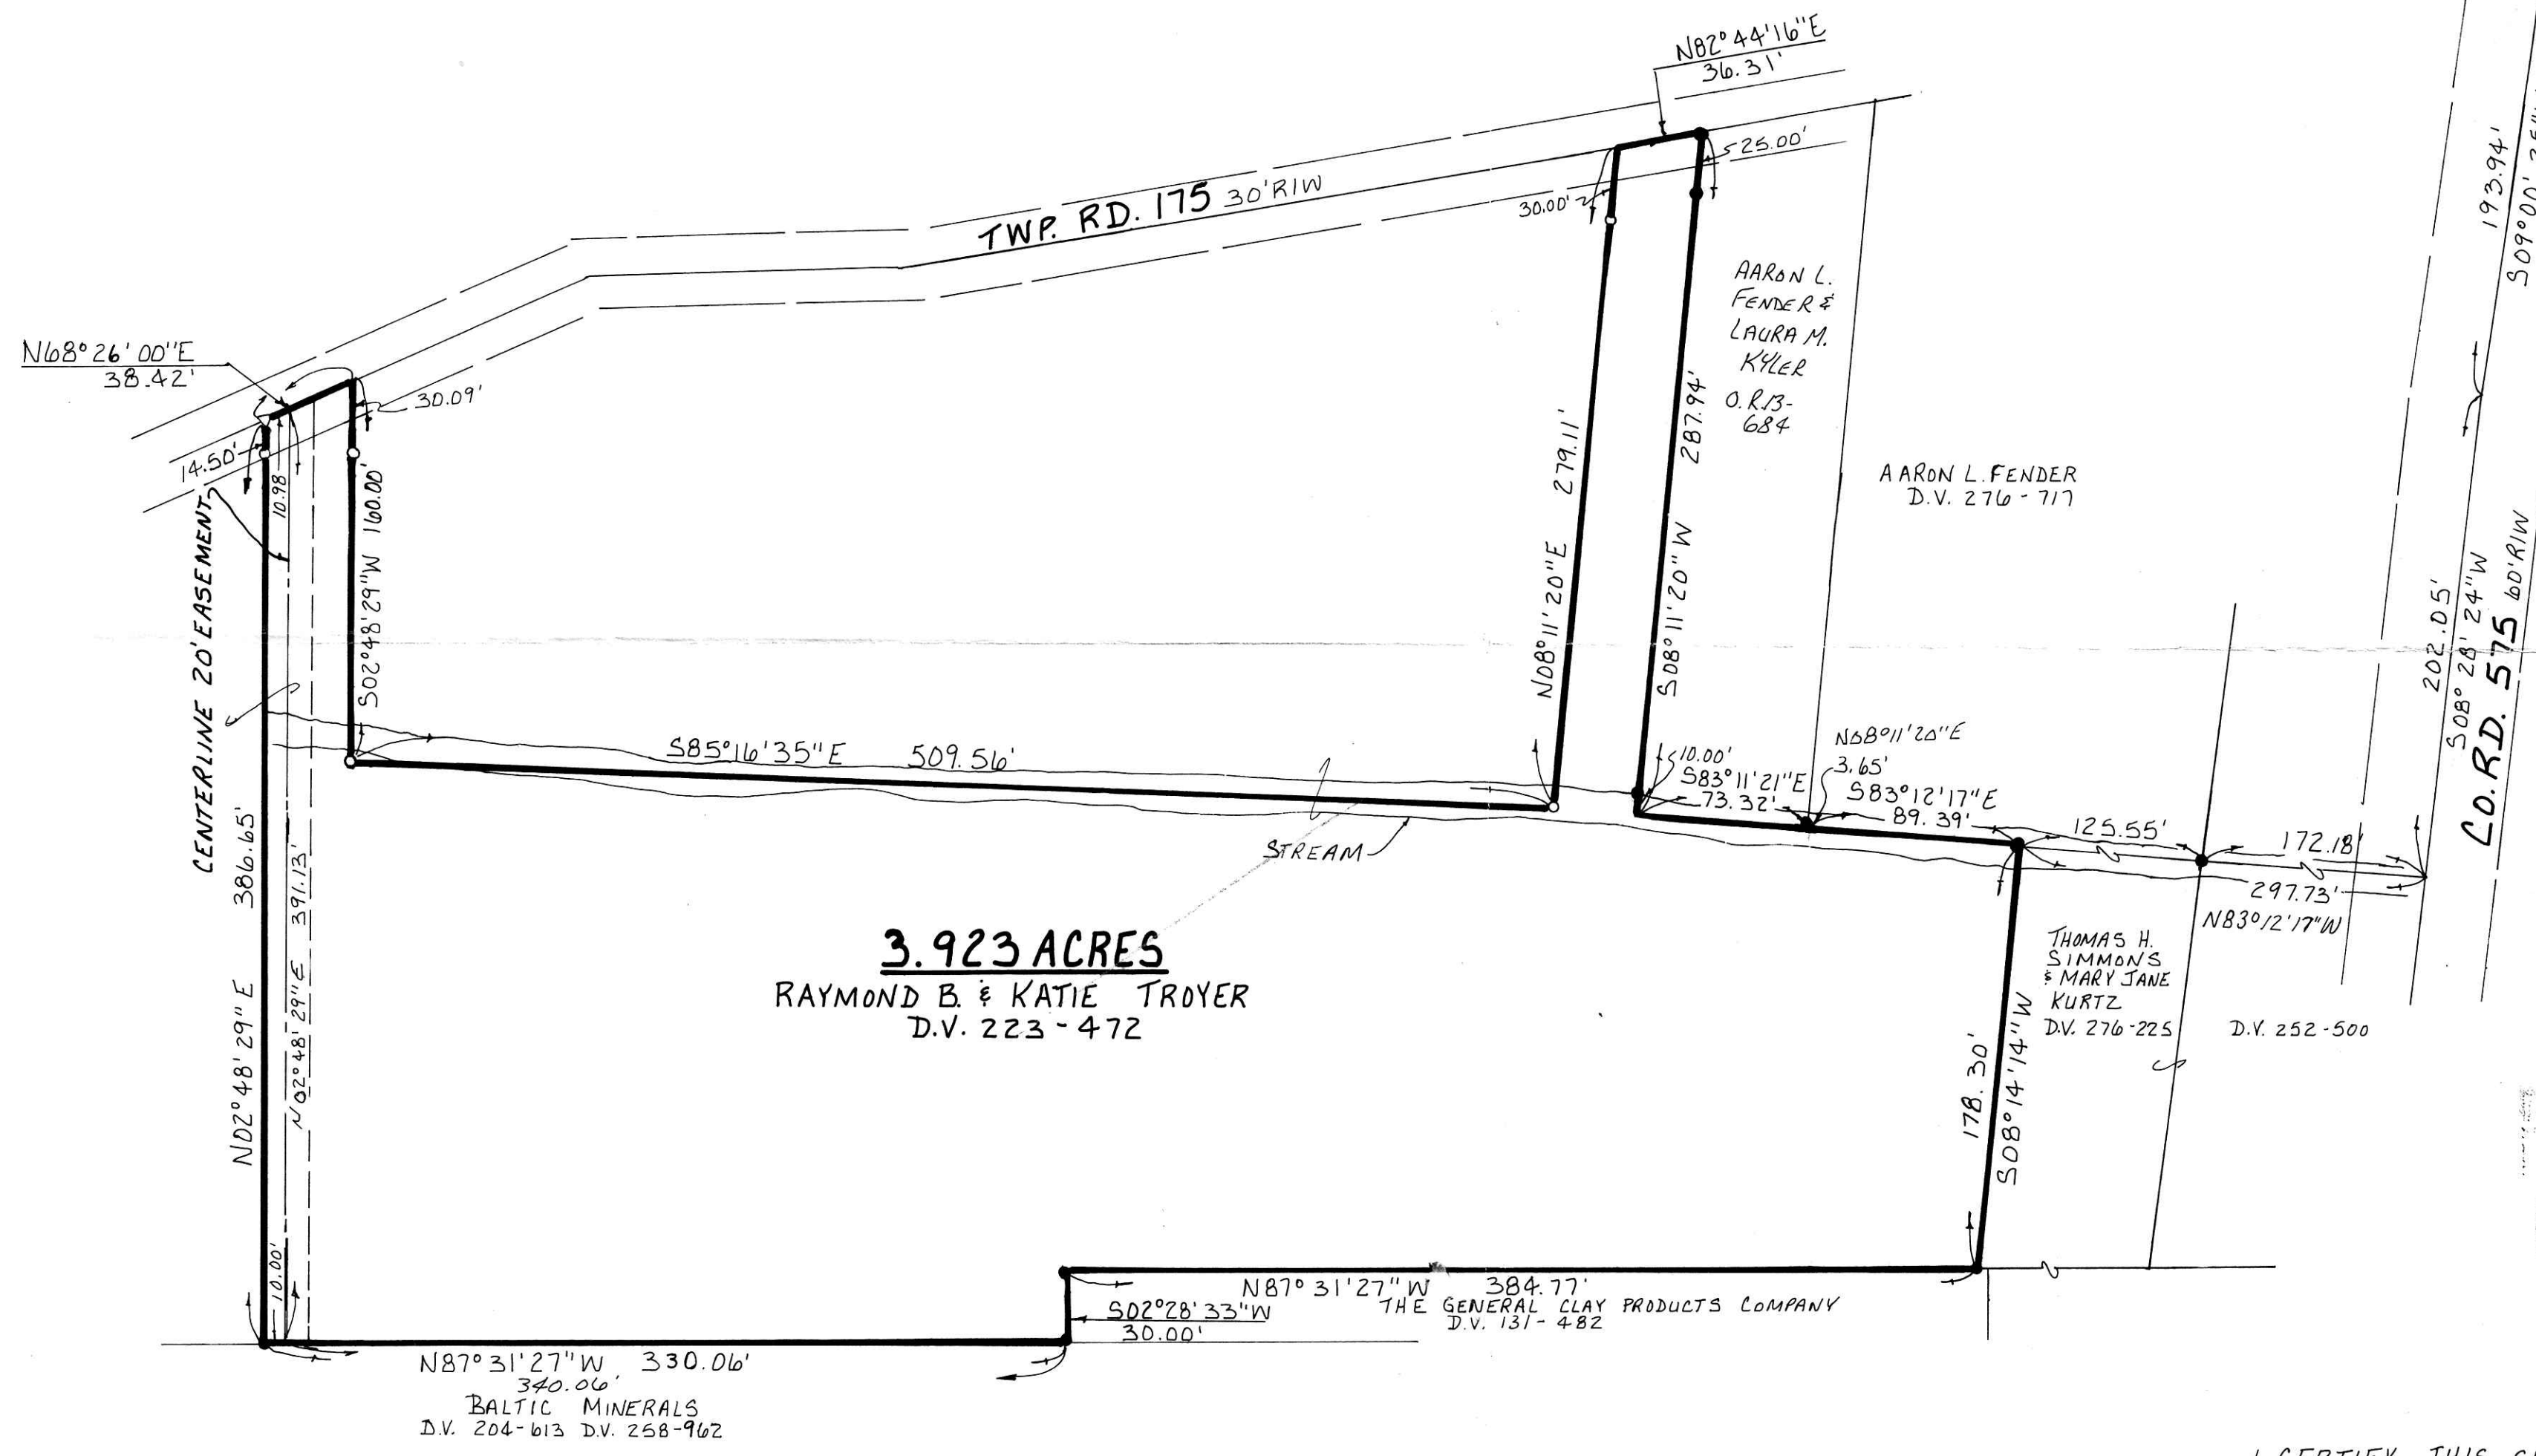 N82°44'16"E
36.31'
25.00'
30.00'
TWP. RD. 175 30'R/W
N68°26'00"E
38.42'
30.09'
14.50'
10.98
CENTERLINE 20' EASEMENT
S02°48'29"W 160.00'
N08°11'20"E 279.11'
S08°11'20"W 287.94'
AARON L.
FENDER &
LAURA M.
KYLER
O.R.13-
684
AARON L. FENDER
D.V. 276-717
193.94'
202.05'
S08°28'24"W
CO. RD. 575 60'R/W
S85°16'35"E 509.56'
10.00'
S83°11'21"E
73.32'
N08°11'20"E
3.65'
S83°12'17"E
89.39'
125.55'
172.18'
297.73'
N83°12'17"W
STREAM
N02°48'29"E 386.65'
N02°48'29"E 391.13'
3.923 ACRES
RAYMOND B. & KATIE TROYER
D.V. 223-472
THOMAS H.
SIMMONS
& MARY JANE
KURTZ
D.V. 276-225
D.V. 252-500
178.30'
S08°14'14"W
10.00'
N87°31'27"W 384.77'
THE GENERAL CLAY PRODUCTS COMPANY
D.V. 131-482
S02°28'33"W
30.00'
N87°31'27"W 330.06'
340.06'
BALTIC MINERALS
D.V. 204-613 D.V. 258-962